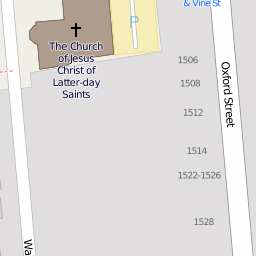 & Vine St
P
The Church
of Jesus
Christ of
Latter-day
Saints
1506
1508
1512
1514
1522-1526
1528
Oxford Street
Wa